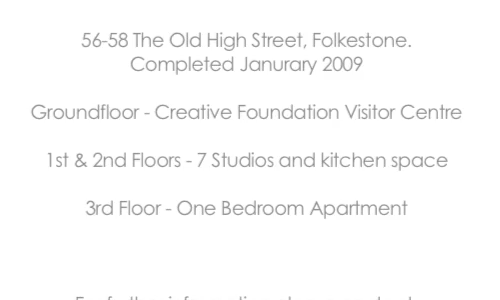 56-58 The Old High Street, Folkestone.
Completed Janurary 2009
Groundfloor - Creative Foundation Visitor Centre
1st & 2nd Floors - 7 Studios and kitchen space
3rd Floor - One Bedroom Apartment